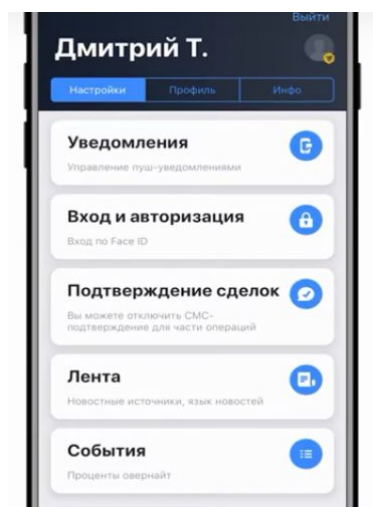 Выйти
Дмитрий Т.
Настройки
Профиль
Инфо
Уведомления
Управление пуш-уведомлениями
Вход и авторизация
Вход по Face ID
Подтверждение сделок
Вы можете отключить СМС-
подтверждение для части операций
Лента
Новостные источники, язык новостей
События
Проценты овернайт